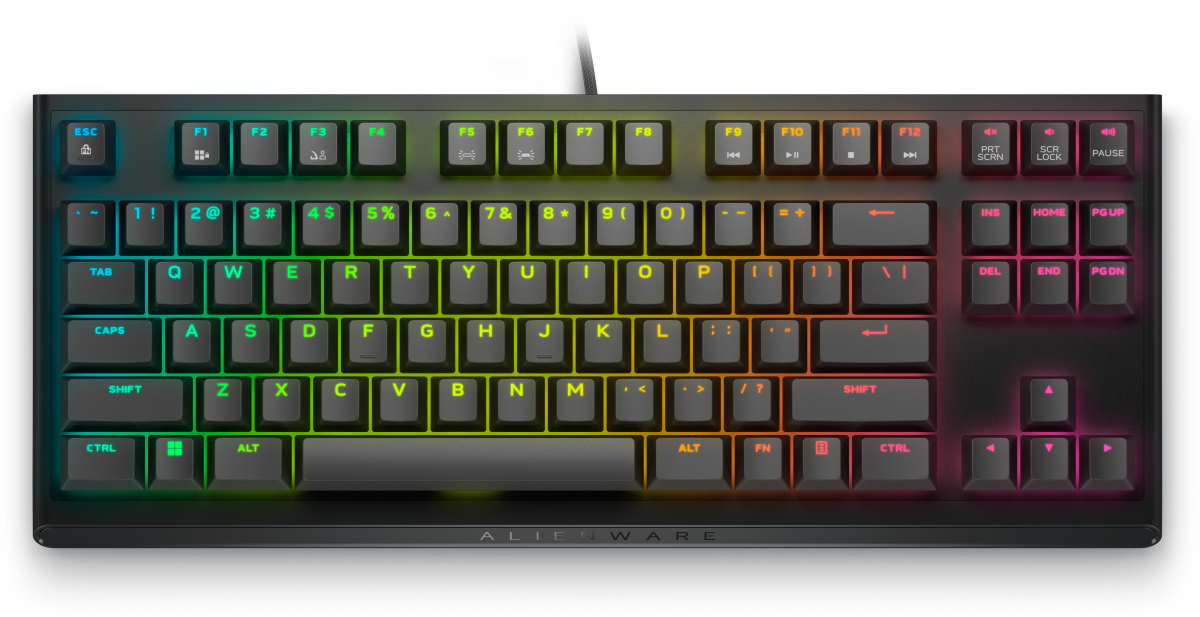 ESC F1 F2 F3 F4 F5 F6 F7 F8 F9 F10 F11 F12 PRT SCRN SCR LOCK PAUSE
` ~ 1 ! 2 @ 3 # 4 $ 5 % 6 ^ 7 & 8 * 9 ( 0 ) - – = + ← INS HOME PG UP
TAB Q W E R T Y U I O P [ { ] } \ | DEL END PG DN
CAPS A S D F G H J K L ; : ' " ↵
SHIFT Z X C V B N M , < . > / ? SHIFT ▲
CTRL ALT ALT FN CTRL ◀ ▼ ▶
ALIENWARE